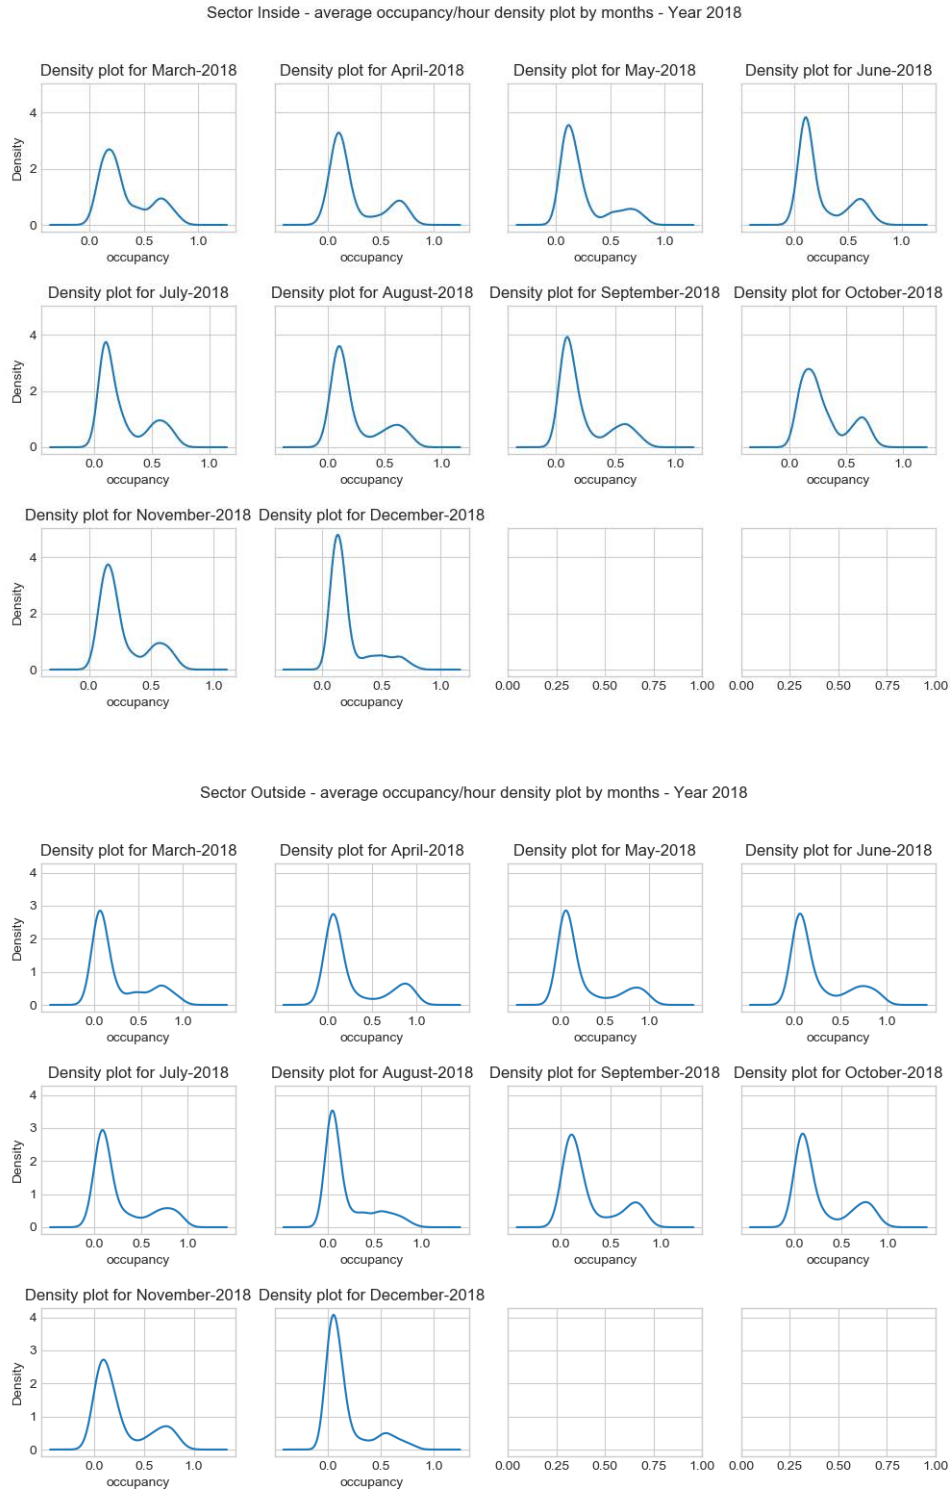 Sector Inside - average occupancy/hour density plot by months - Year 2018
Density plot for March-2018 Density plot for April-2018 Density plot for May-2018 Density plot for June-2018
4
2
0
Density
0.0 0.5 1.0 0.0 0.5 1.0 0.0 0.5 1.0 0.0 0.5 1.0
occupancy occupancy occupancy occupancy
Density plot for July-2018 Density plot for August-2018 Density plot for September-2018 Density plot for October-2018
4
2
0
Density
0.0 0.5 1.0 0.0 0.5 1.0 0.0 0.5 1.0 0.0 0.5 1.0
occupancy occupancy occupancy occupancy
Density plot for November-2018 Density plot for December-2018
4
2
0
Density
0.0 0.5 1.0 0.0 0.5 1.0 0.00 0.25 0.50 0.75 1.00 0.00 0.25 0.50 0.75 1.00
occupancy occupancy
Sector Outside - average occupancy/hour density plot by months - Year 2018
Density plot for March-2018 Density plot for April-2018 Density plot for May-2018 Density plot for June-2018
4
3
2
1
0
Density
0.0 0.5 1.0 0.0 0.5 1.0 0.0 0.5 1.0 0.0 0.5 1.0
occupancy occupancy occupancy occupancy
Density plot for July-2018 Density plot for August-2018 Density plot for September-2018 Density plot for October-2018
4
3
2
1
0
Density
0.0 0.5 1.0 0.0 0.5 1.0 0.0 0.5 1.0 0.0 0.5 1.0
occupancy occupancy occupancy occupancy
Density plot for November-2018 Density plot for December-2018
4
3
2
1
0
Density
0.0 0.5 1.0 0.0 0.5 1.0 0.00 0.25 0.50 0.75 1.00 0.00 0.25 0.50 0.75 1.00
occupancy occupancy